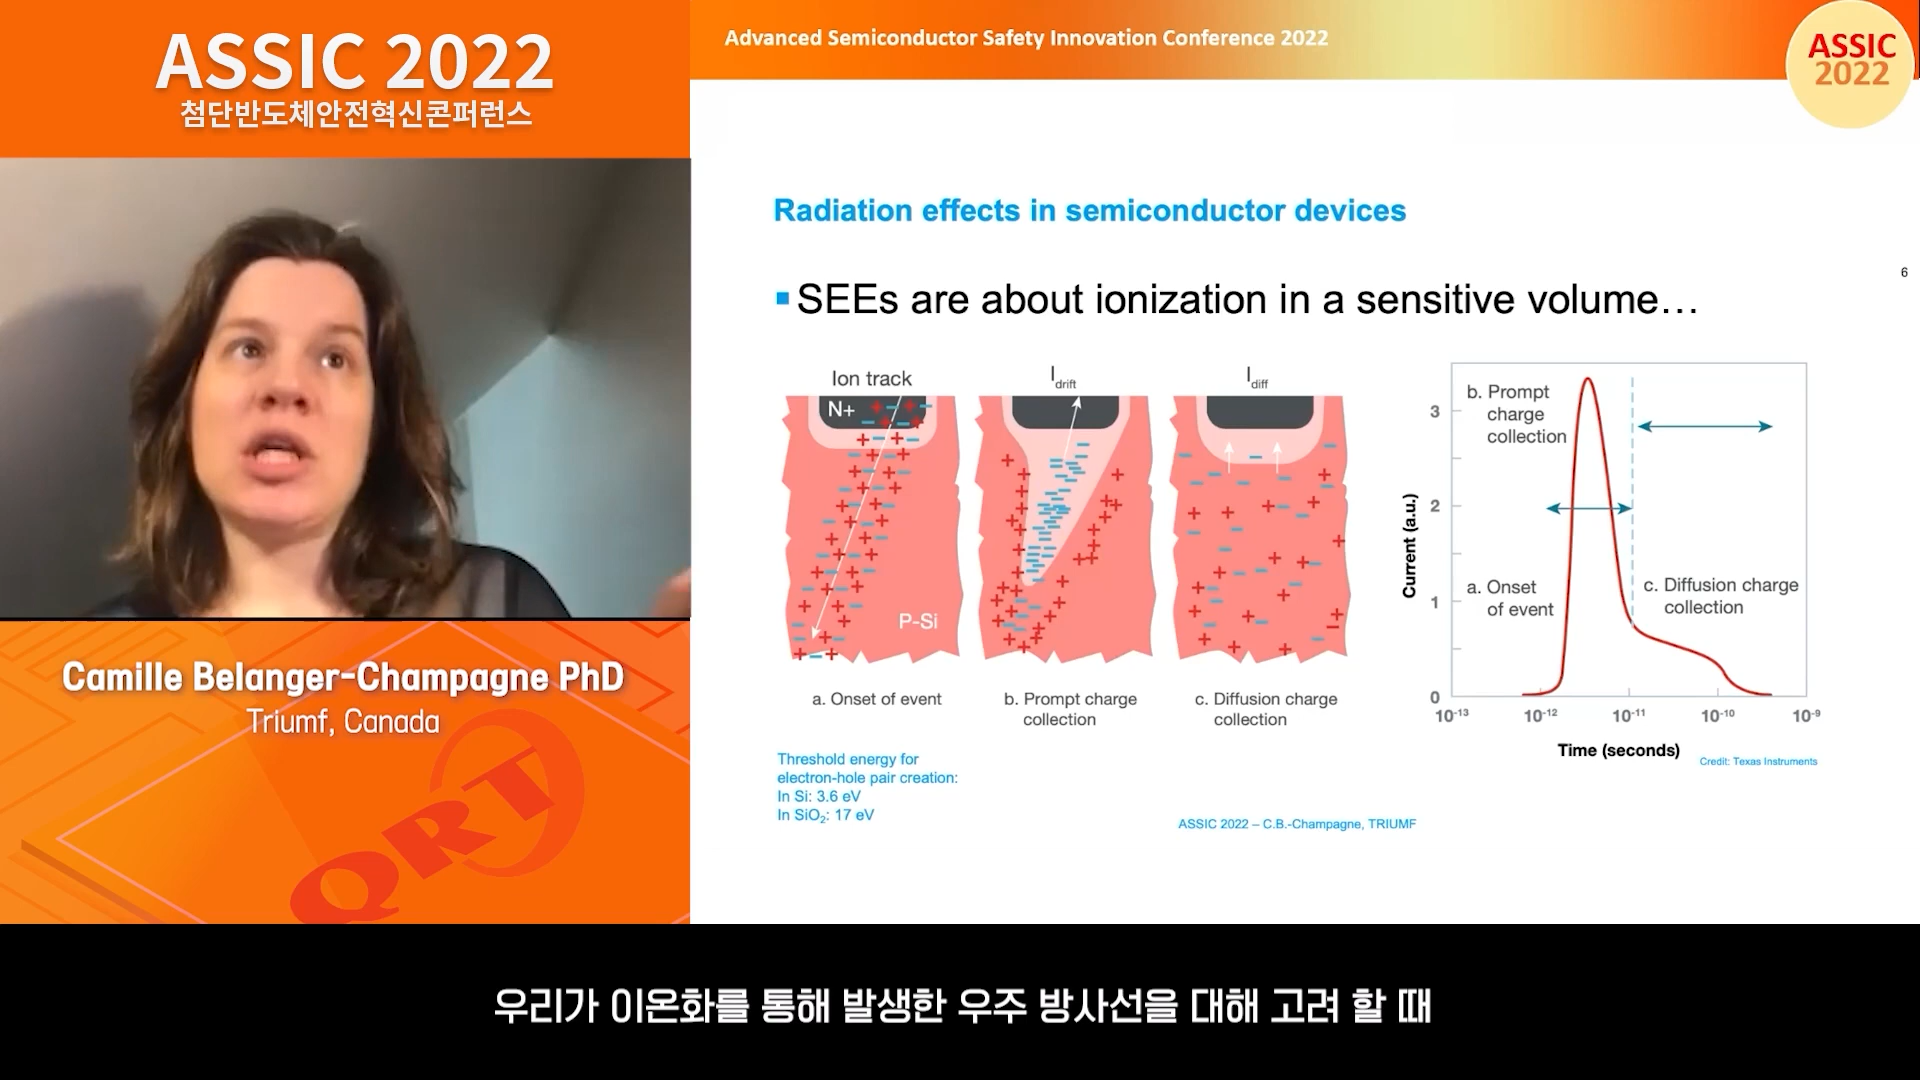 ASSIC 2022
첨단반도체안전혁신콘퍼런스
Camille Belanger-Champagne PhD
Triumf, Canada
QRT
Advanced Semiconductor Safety Innovation Conference 2022
ASSIC
2022
Radiation effects in semiconductor devices
6
SEEs are about ionization in a sensitive volume…
Ion track
N+
P-Si
a. Onset of event
I drift
b. Prompt charge
collection
I diff
c. Diffusion charge
collection
Current (a.u.)
3
2
1
0
b. Prompt
charge
collection
a. Onset
of event
c. Diffusion charge
collection
10⁻¹³ 10⁻¹² 10⁻¹¹ 10⁻¹⁰ 10⁻⁹
Time (seconds)
Credit: Texas Instruments
Threshold energy for
electron-hole pair creation:
In Si: 3.6 eV
In SiO₂: 17 eV
ASSIC 2022 – C.B.-Champagne, TRIUMF
우리가 이온화를 통해 발생한 우주 방사선을 대해 고려 할 때